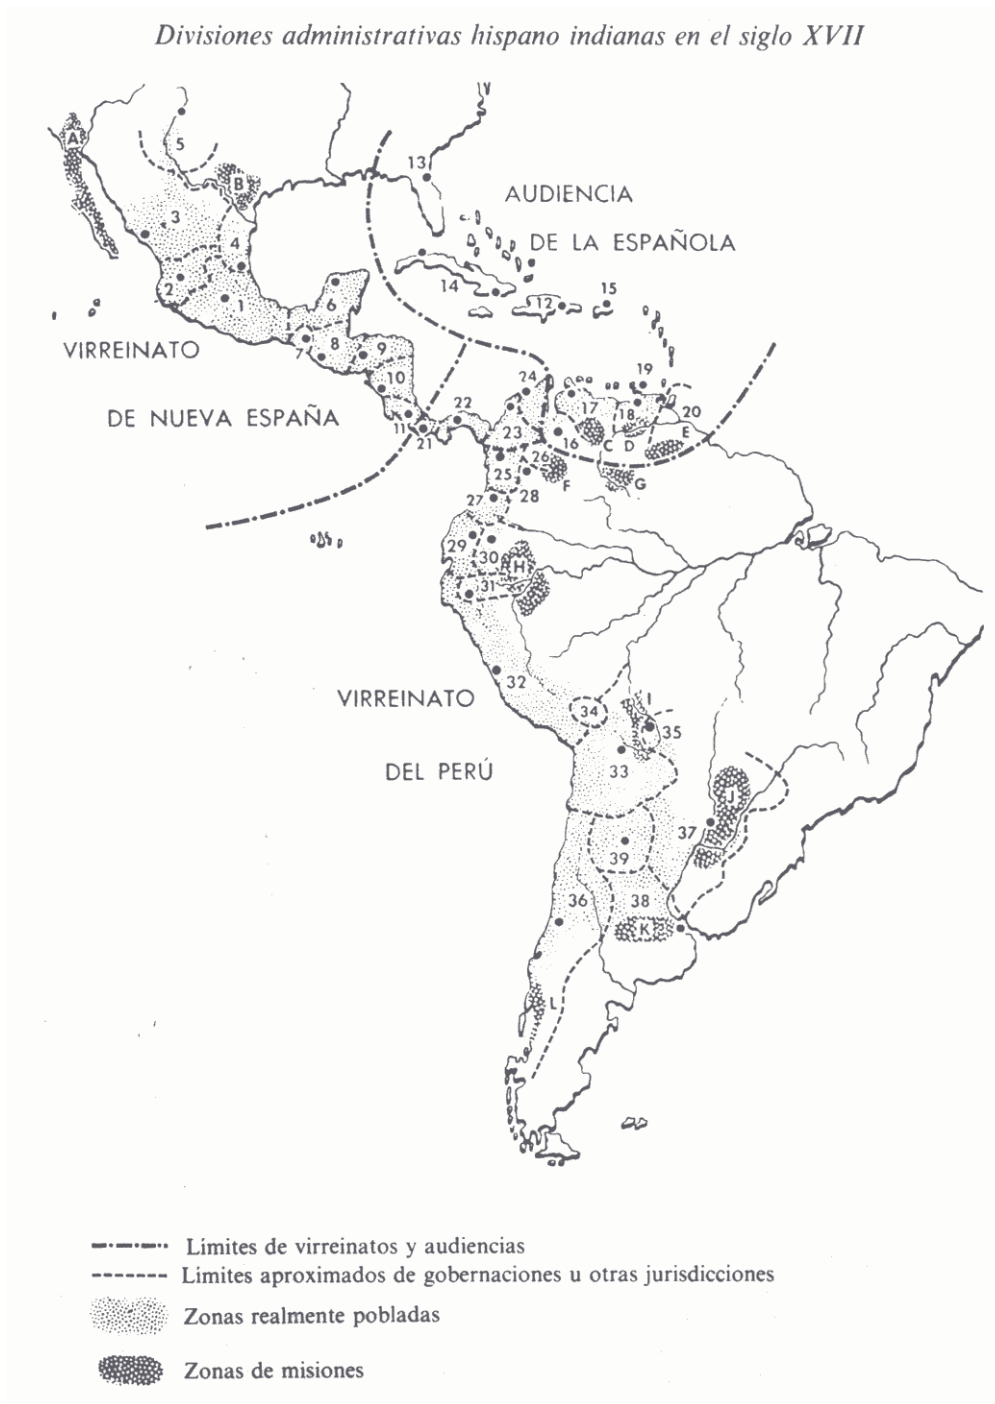 Divisiones administrativas hispano indianas en el siglo XVII
A
5
B
13
AUDIENCIA
3
DE LA ESPAÑOLA
4
2
14
15
1
6
12
VIRREINATO
7
8
9
10
24
19
DE NUEVA ESPAÑA
22
17
18
20
11
21
23
16
C
D
E
26
25
F
G
27
28
29
30
H
31
VIRREINATO
32
I
34
35
DEL PERÚ
33
J
37
39
36
38
K
L
Límites de virreinatos y audiencias
Limites aproximados de gobernaciones u otras jurisdicciones
Zonas realmente pobladas
Zonas de misiones